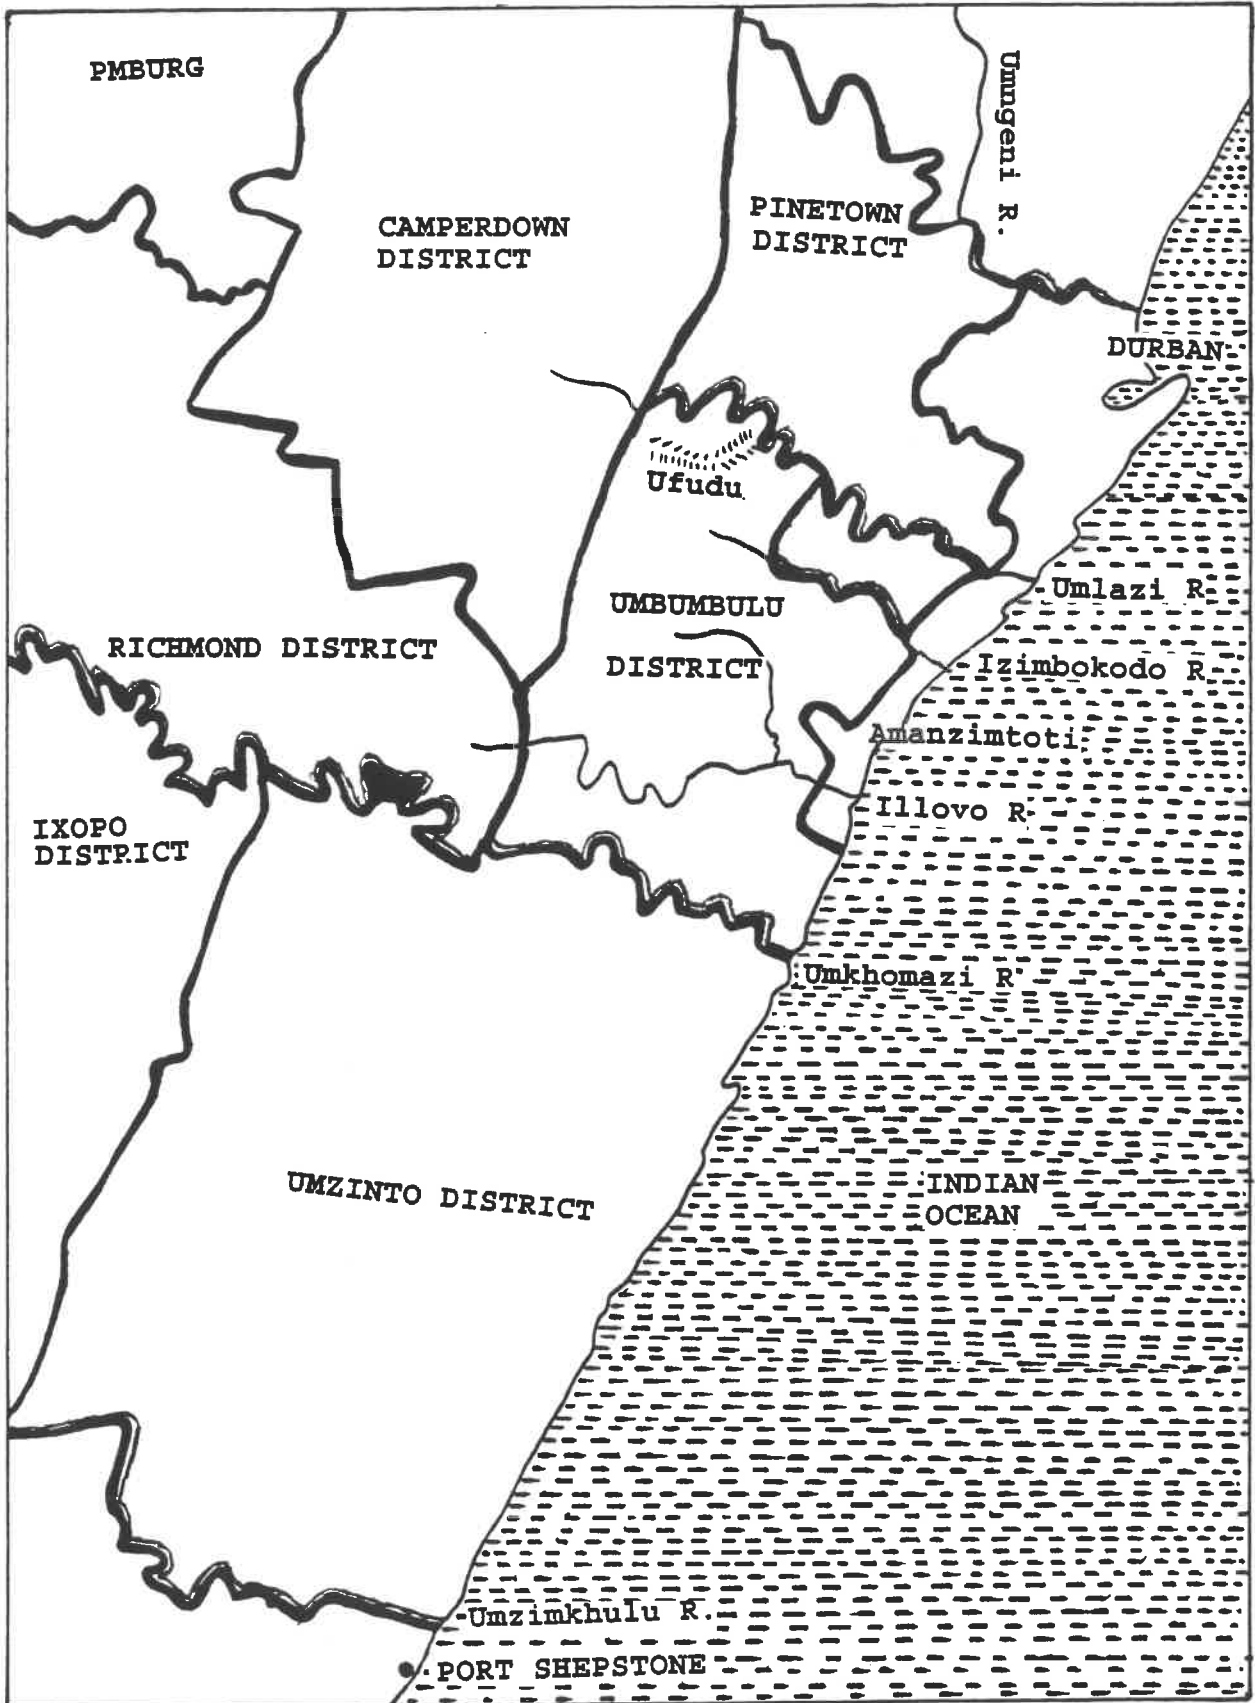 PMBURG
Umngeni R.
CAMPERDOWN
DISTRICT
PINETOWN
DISTRICT
DURBAN
Ufudu
UMBUMBULU
DISTRICT
Umlazi R
RICHMOND DISTRICT
Izimbokodo R
Amanzimtoti
Illovo R
IXOPO
DISTRICT
Umkhomazi R
UMZINTO DISTRICT
INDIAN
OCEAN
Umzimkhulu R.
PORT SHEPSTONE